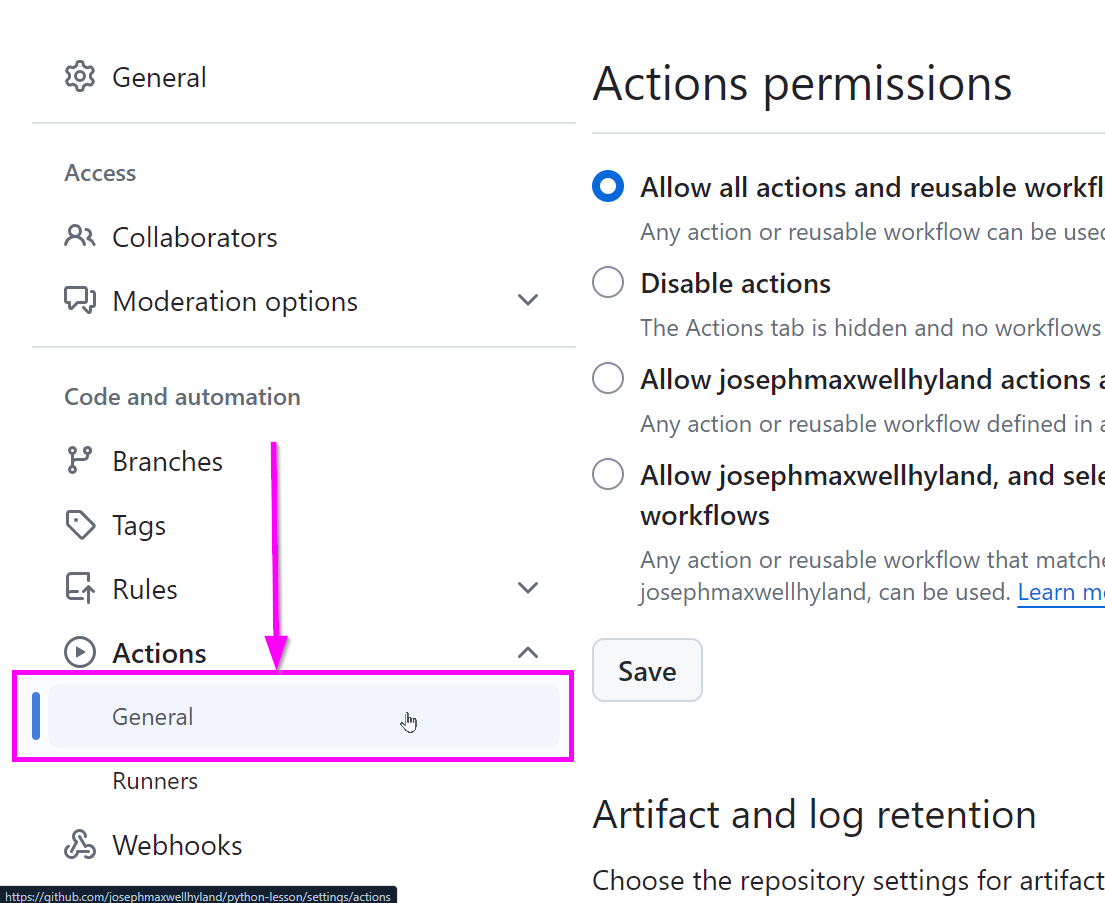 General
Access
Collaborators
Moderation options
Code and automation
Branches
Tags
Rules
Actions
General
Runners
Webhooks
https://github.com/josephmaxwellhyland/python-lesson/settings/actions
Actions permissions
Allow all actions and reusable workfl
Any action or reusable workflow can be used
Disable actions
The Actions tab is hidden and no workflows
Allow josephmaxwellhyland actions a
Any action or reusable workflow defined in a
Allow josephmaxwellhyland, and sele
workflows
Any action or reusable workflow that matche
josephmaxwellhyland, can be used. Learn mo
Save
Artifact and log retention
Choose the repository settings for artifact